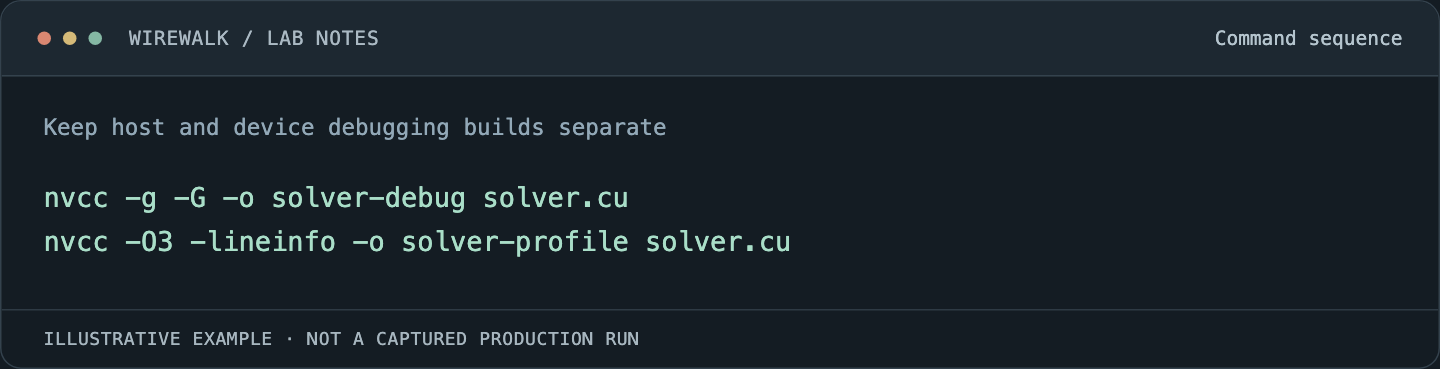 WIREWALK / LAB NOTES
Command sequence
Keep host and device debugging builds separate
nvcc -g -G -o solver-debug solver.cu
nvcc -O3 -lineinfo -o solver-profile solver.cu
ILLUSTRATIVE EXAMPLE · NOT A CAPTURED PRODUCTION RUN